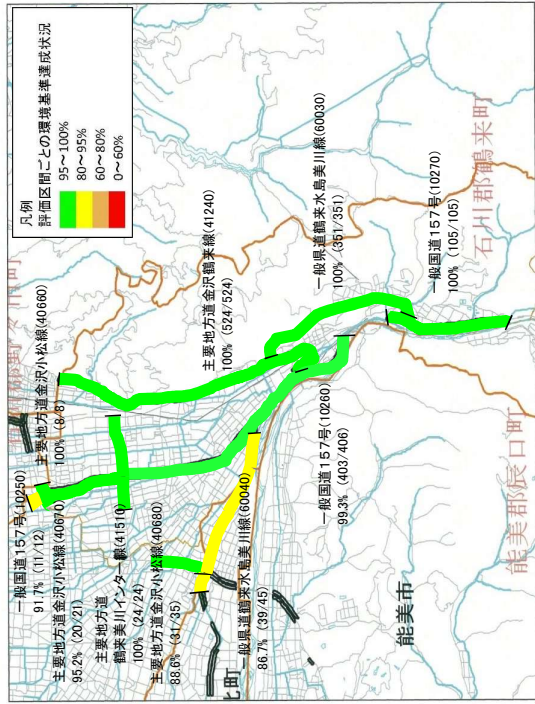 凡例
評価区間ごとの環境基準達成状況
95～100%
80～95%
60～80%
0～60%
一般国道157号(10250)
91.7% (11/12)
主要地方道金沢小松線(40660)
100% (8/8)
主要地方道金沢小松線(40670)
95.2% (20/21)
主要地方道
鶴来美川インター線(41510)
100% (24/24)
主要地方道金沢小松線(40680)
88.6% (31/35)
一般県道鶴来水島美川線(60040)
86.7% (39/45)
主要地方道金沢鶴来線(41240)
100% (524/524)
一般県道鶴来水島美川線(60030)
100% (351/351)
一般国道157号(10270)
100% (105/105)
一般国道157号(10260)
99.3% (403/406)
石川郡鶴来町
能美郡辰口町
能美市